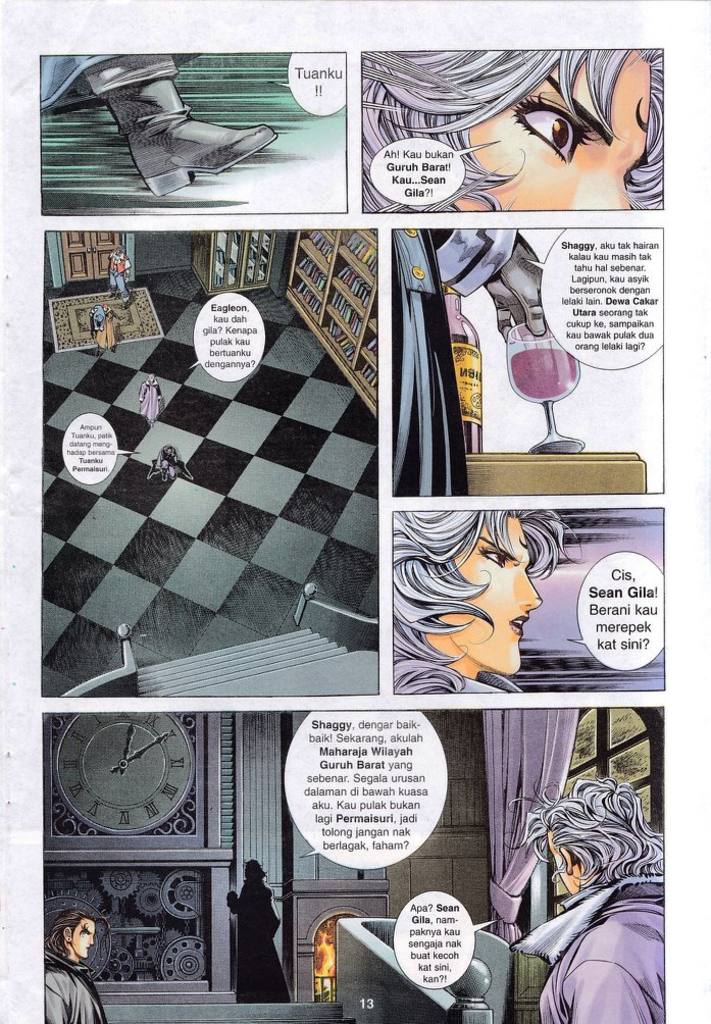 Tuanku
!!
Ah! Kau bukan
Guruh Barat!
Kau...Sean
Gila?!
Eagleon,
kau dah
gila? Kenapa
pulak kau
bertuanku
dengannya?
Ampun
Tuanku, patik
datang meng-
hadap bersama
Tuanku
Permaisuri.
Shaggy, aku tak hairan
kalau kau masih tak
tahu hal sebenar.
Lagipun, kau asyik
berseronok dengan
lelaki lain. Dewa Cakar
Utara seorang tak
cukup ke, sampaikan
kau bawak pulak dua
orang lelaki lagi?
Cis,
Sean Gila!
Berani kau
merepek
kat sini?
Shaggy, dengar baik-
baik! Sekarang, akulah
Maharaja Wilayah
Guruh Barat yang
sebenar. Segala urusan
dalaman di bawah kuasa
aku. Kau pulak bukan
lagi Permaisuri, jadi
tolong jangan nak
berlagak, faham?
Apa? Sean
Gila, nam-
paknya kau
sengaja nak
buat kecoh
kat sini,
kan?!
13